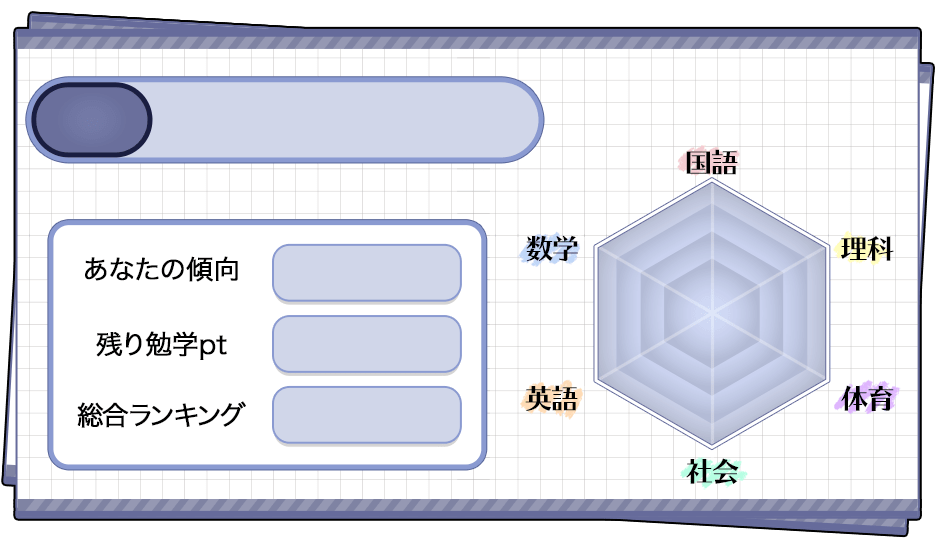 あなたの傾向
残り勉学pt
総合ランキング
国語
数学
理科
英語
体育
社会